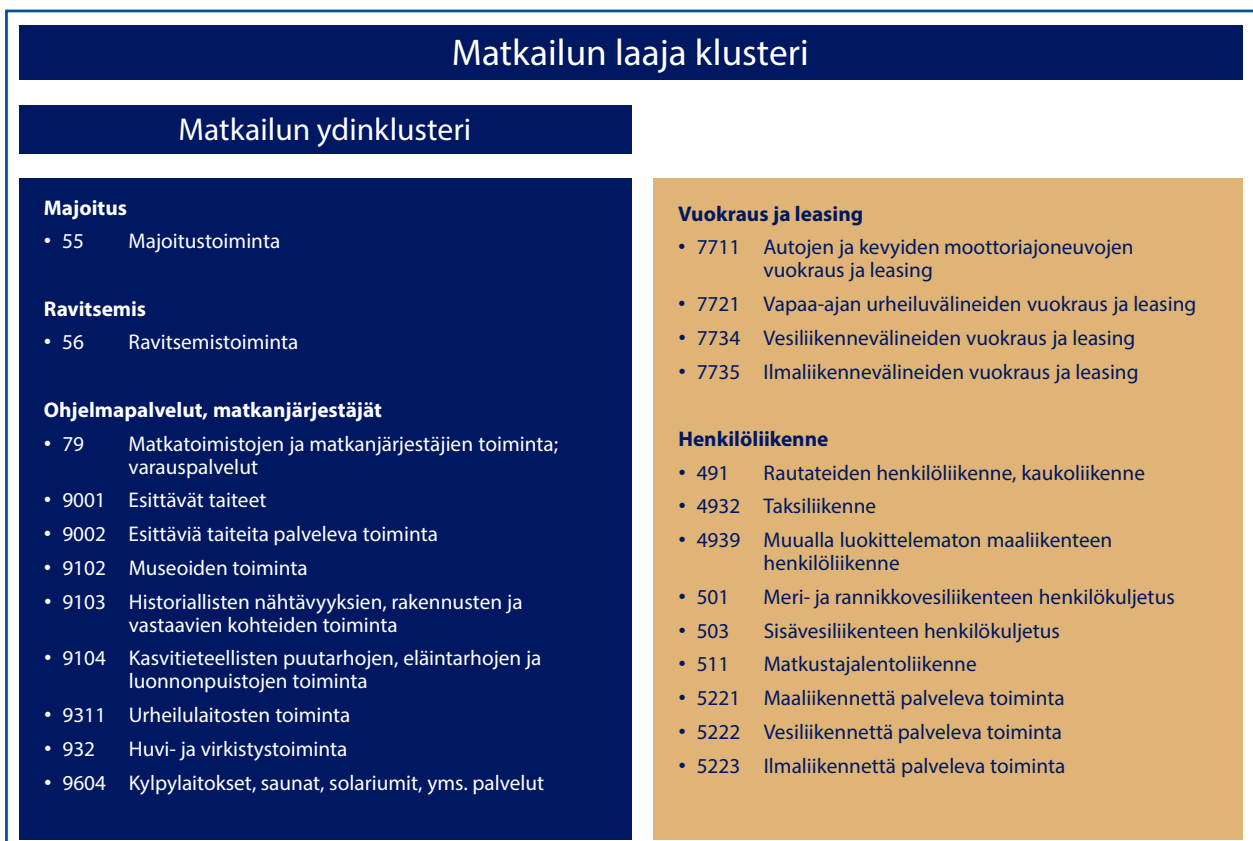 Matkailun laaja klusteri
Matkailun ydinklusteri
Majoitus
• 55 Majoitustoiminta
Ravitsemis
• 56 Ravitsemistoiminta
Ohjelmapalvelut, matkanjärjestäjät
• 79 Matkatoimistojen ja matkanjärjestäjien toiminta;
varauspalvelut
• 9001 Esittävät taiteet
• 9002 Esittäviä taiteita palveleva toiminta
• 9102 Museoiden toiminta
• 9103 Historiallisten nähtävyyksien, rakennusten ja
vastaavien kohteiden toiminta
• 9104 Kasvitieteellisten puutarhojen, eläintarhojen ja
luonnonpuistojen toiminta
• 9311 Urheilulaitosten toiminta
• 932 Huvi- ja virkistystoiminta
• 9604 Kylpylaitokset, saunat, solariumit, yms. palvelut
Vuokraus ja leasing
• 7711 Autojen ja kevyiden moottoriajoneuvojen
vuokraus ja leasing
• 7721 Vapaa-ajan urheiluvälineiden vuokraus ja leasing
• 7734 Vesiliikennevälineiden vuokraus ja leasing
• 7735 Ilmaliikennevälineiden vuokraus ja leasing
Henkilöliikenne
• 491 Rautateiden henkilöliikenne, kaukoliikenne
• 4932 Taksiliikenne
• 4939 Muualla luokittelematon maaliikenteen
henkilöliikenne
• 501 Meri- ja rannikkovesiliikenteen henkilökuljetus
• 503 Sisävesiliikenteen henkilökuljetus
• 511 Matkustajalentoliikenne
• 5221 Maaliikennettä palveleva toiminta
• 5222 Vesiliikennettä palveleva toiminta
• 5223 Ilmaliikennettä palveleva toiminta